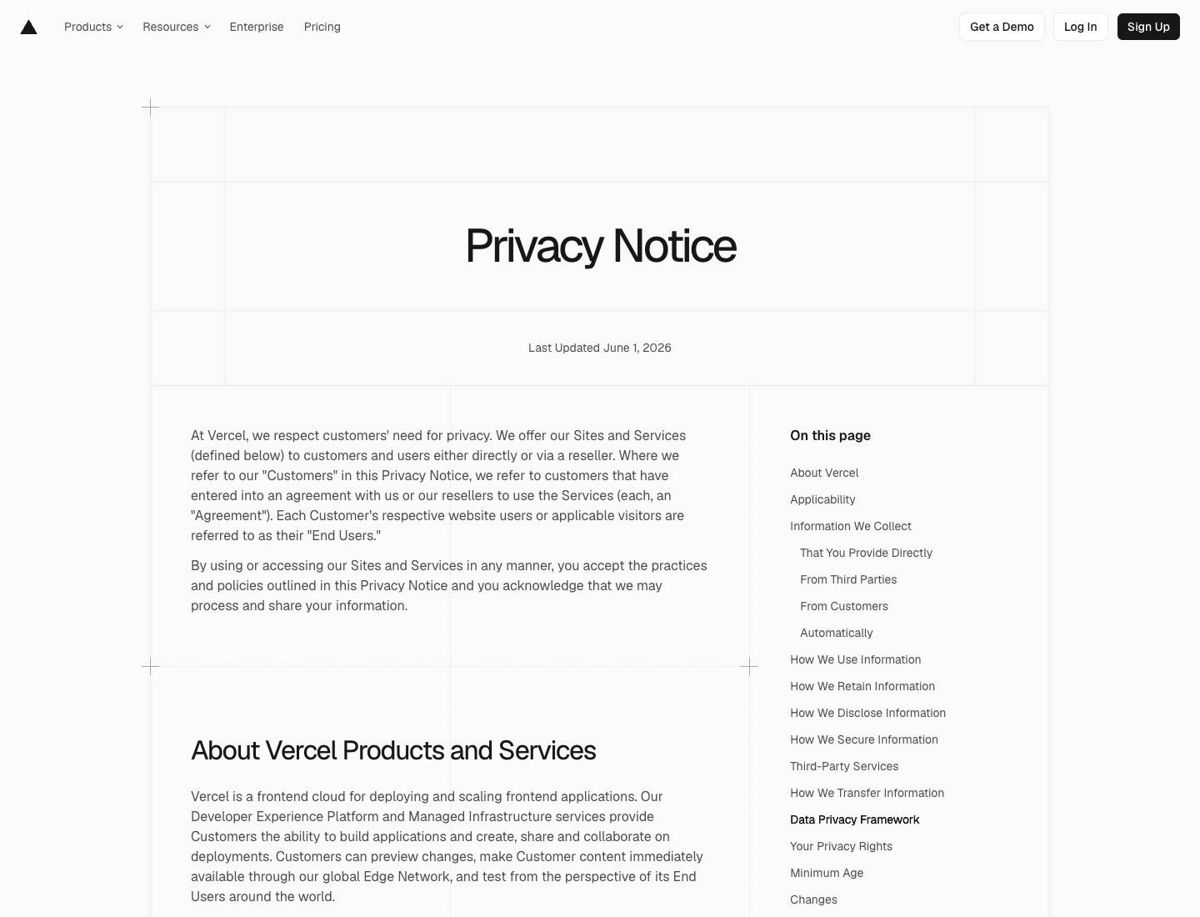 Products
Resources
Enterprise
Pricing
Get a Demo
Log In
Sign Up
Privacy Notice
Last Updated June 1, 2026
At Vercel, we respect customers' need for privacy. We offer our Sites and Services
(defined below) to customers and users either directly or via a reseller. Where we
refer to our "Customers" in this Privacy Notice, we refer to customers that have
entered into an agreement with us or our resellers to use the Services (each, an
"Agreement"). Each Customer's respective website users or applicable visitors are
referred to as their "End Users."
By using or accessing our Sites and Services in any manner, you accept the practices
and policies outlined in this Privacy Notice and you acknowledge that we may
process and share your information.
About Vercel Products and Services
Vercel is a frontend cloud for deploying and scaling frontend applications. Our
Developer Experience Platform and Managed Infrastructure services provide
Customers the ability to build applications and create, share and collaborate on
deployments. Customers can preview changes, make Customer content immediately
available through our global Edge Network, and test from the perspective of its End
Users around the world.
On this page
About Vercel
Applicability
Information We Collect
That You Provide Directly
From Third Parties
From Customers
Automatically
How We Use Information
How We Retain Information
How We Disclose Information
How We Secure Information
Third-Party Services
How We Transfer Information
Data Privacy Framework
Your Privacy Rights
Minimum Age
Changes